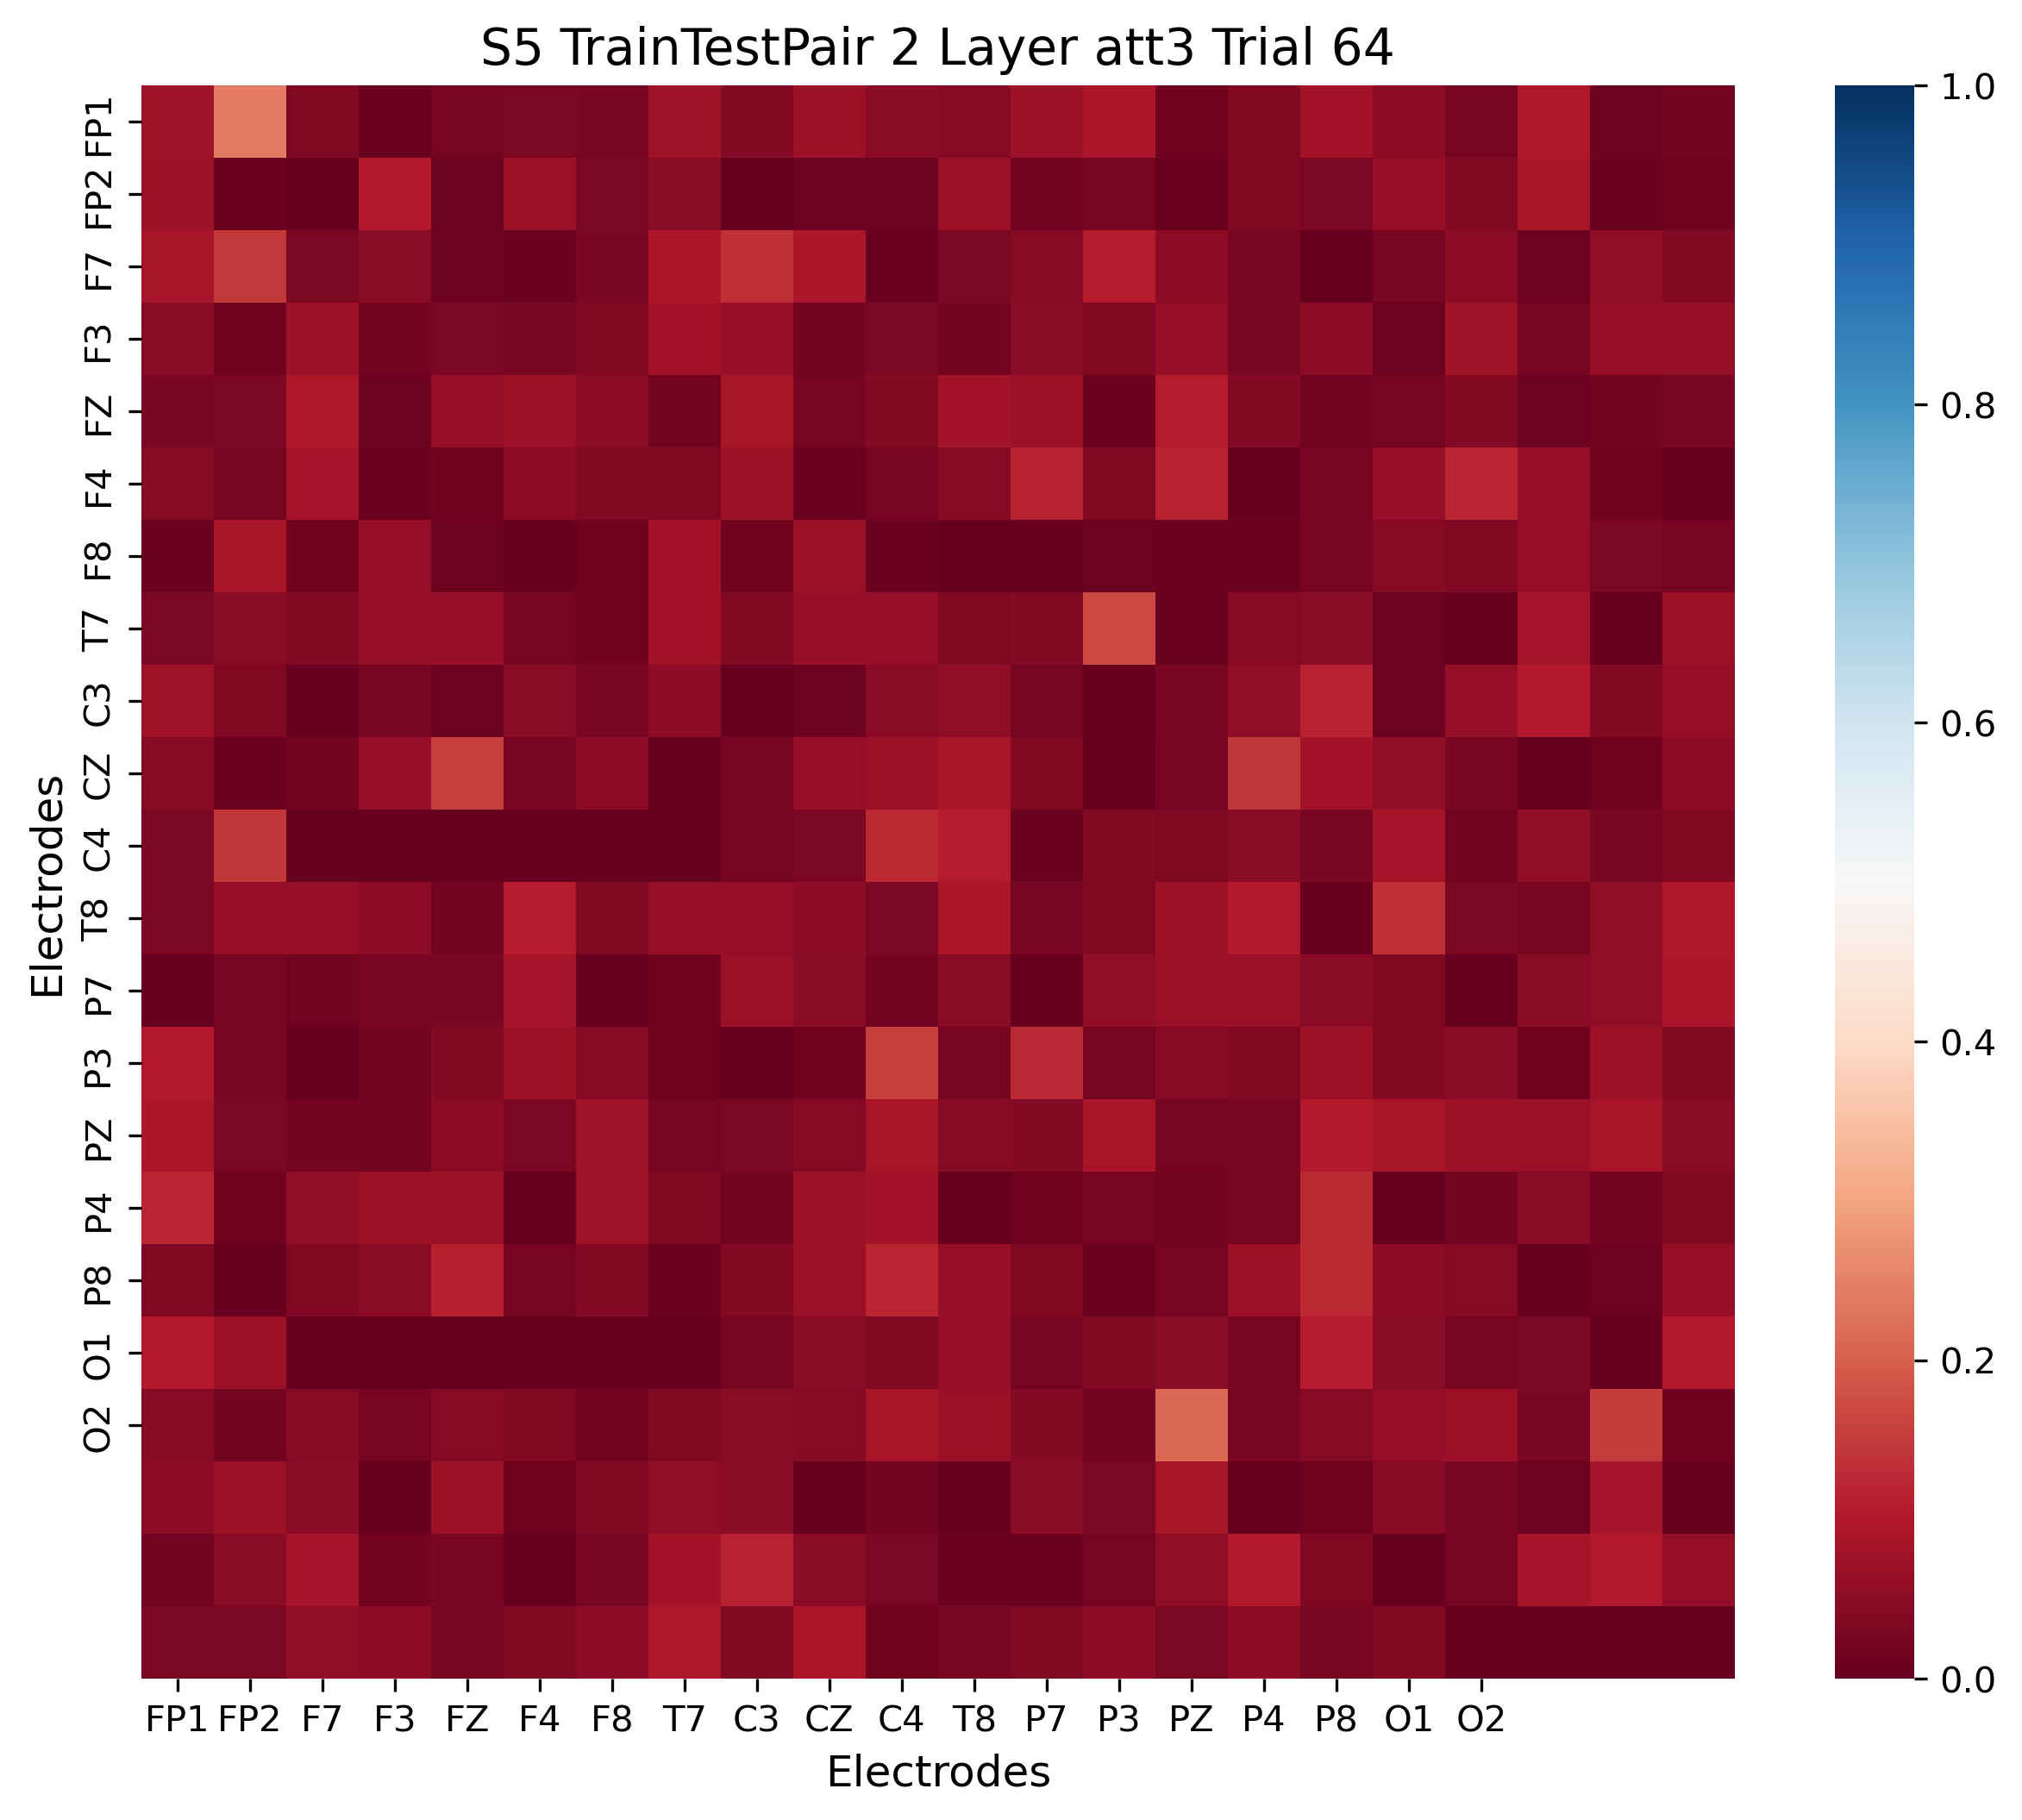 S5 TrainTestPair 2 Layer att3 Trial 64
Electrodes
FP1
FP2
F7
F3
FZ
F4
F8
T7
C3
CZ
C4
T8
P7
P3
PZ
P4
P8
O1
O2
FP1 FP2 F7 F3 FZ F4 F8 T7 C3 CZ C4 T8 P7 P3 PZ P4 P8 O1 O2
Electrodes
1.0
0.8
0.6
0.4
0.2
0.0